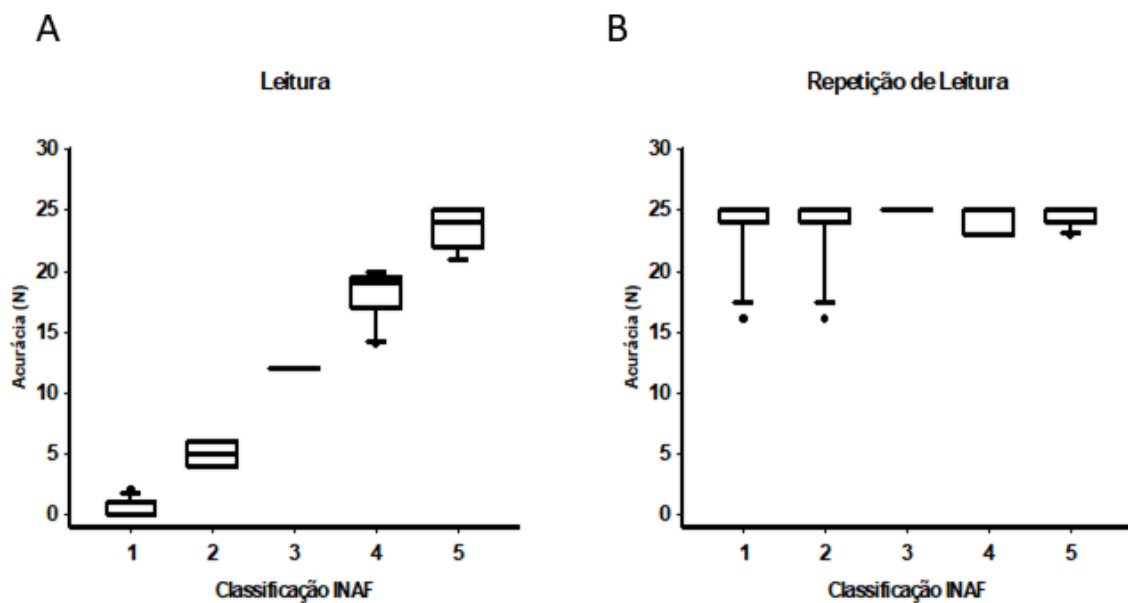 A
Leitura
Acurácia (N)
30
25
20
15
10
5
0
1 2 3 4 5
Classificação INAF
B
Repetição de Leitura
Acurácia (N)
30
25
20
15
10
5
0
1 2 3 4 5
Classificação INAF